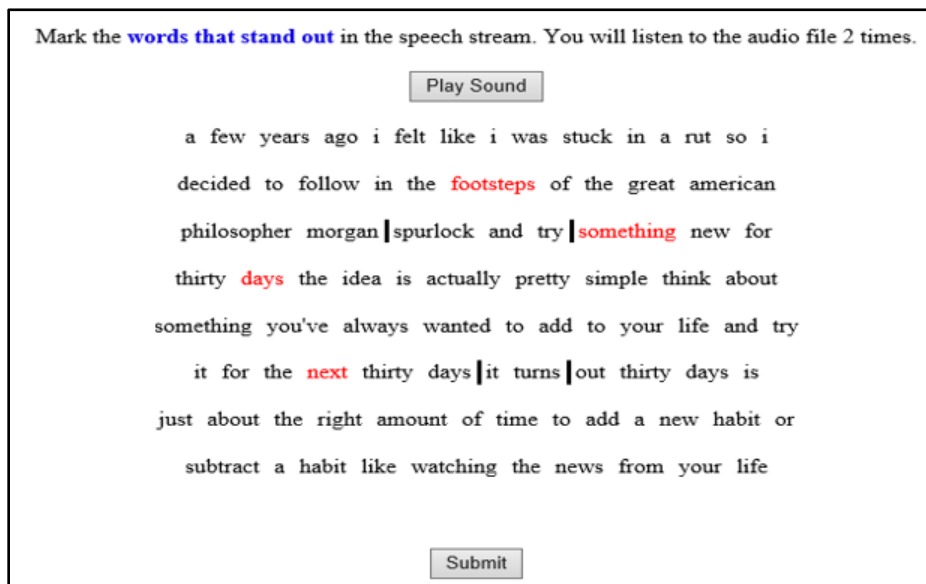 Mark the words that stand out in the speech stream. You will listen to the audio file 2 times.
Play Sound
a few years ago i felt like i was stuck in a rut so i
decided to follow in the footsteps of the great american
philosopher morgan|spurlock and try|something new for
thirty days the idea is actually pretty simple think about
something you've always wanted to add to your life and try
it for the next thirty days|it turns|out thirty days is
just about the right amount of time to add a new habit or
subtract a habit like watching the news from your life
Submit